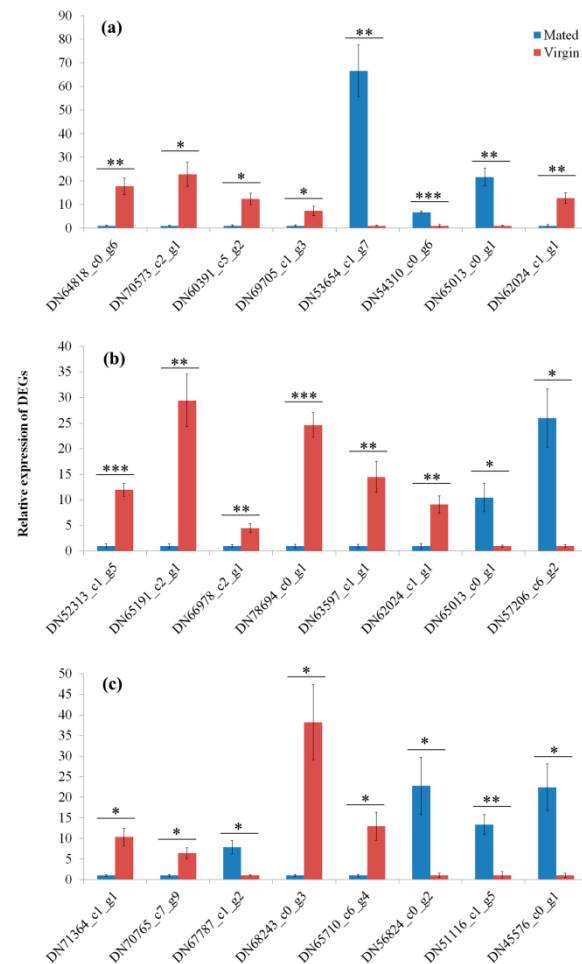 Relative expression of DEGs
(a)
Mated
Virgin
90
80
70
60
50
40
30
20
10
0
** * * * ** *** ** **
DN64818_c0_g6 DN70573_c2_g1 DN60391_c5_g2 DN69705_c1_g3 DN53654_c1_g7 DN54310_c0_g6 DN65013_c0_g1 DN62024_c1_g1
(b)
40
35
30
25
20
15
10
5
0
*** ** ** *** ** ** * *
DN52313_c1_g5 DN65191_c2_g1 DN66978_c2_g1 DN78694_c0_g1 DN63597_c1_g1 DN62024_c1_g1 DN65013_c0_g1 DN57206_c6_g2
(c)
50
45
40
35
30
25
20
15
10
5
0
* * * * * * ** *
DN71364_c1_g1 DN70765_c7_g9 DN67787_c1_g2 DN68243_c0_g3 DN65710_c6_g4 DN56824_c0_g2 DN51116_c1_g5 DN45576_c0_g1